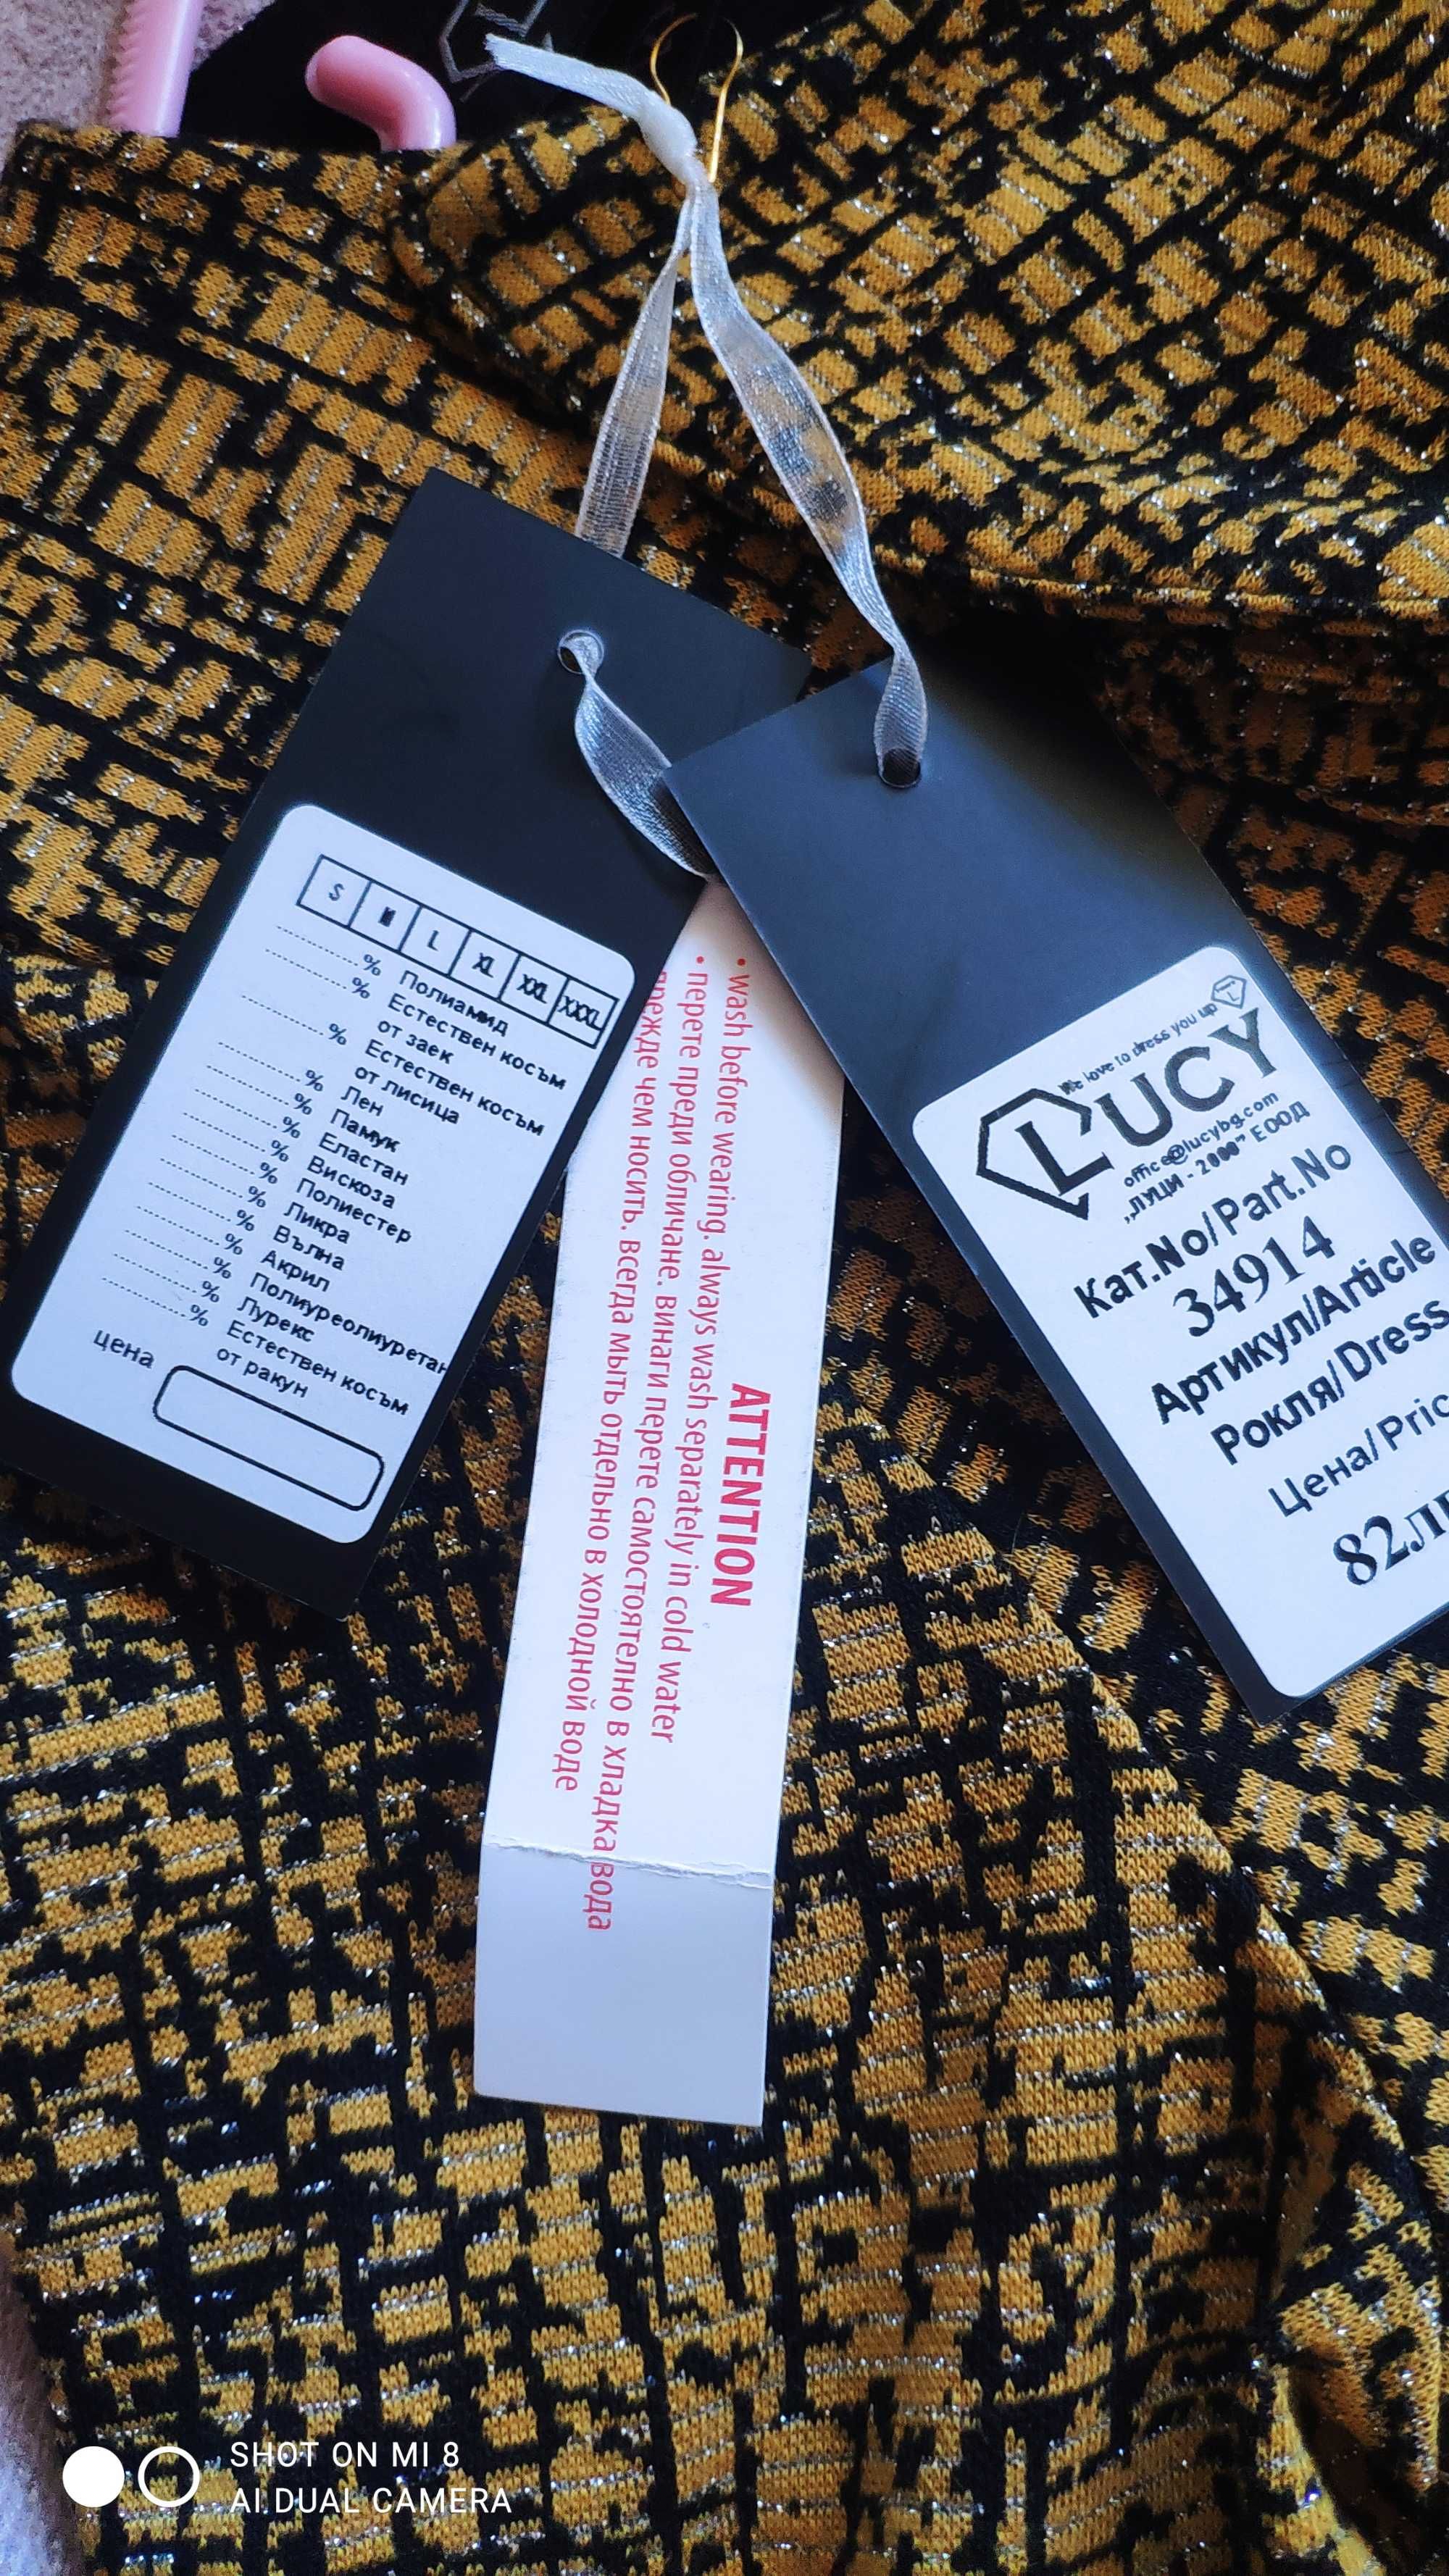 S M L XL XXL XXXL
............% Полиамид
............% Естествен косъм
от заек
............% Естествен косъм
от лисица
............% Лен
............% Памук
............% Еластан
............% Вискоза
............% Полиестер
............% Ликра
............% Вълна
............% Акрил
............% Полиуреолиуретан
............% Лурекс
............% Естествен косъм
от ракун
цена
ATTENTION
• wash before wearing. always wash separately in cold water
• перете преди обличане. винаги перете самостоятелно в хладка вода
прежде чем носить. всегда мыть отдельно в холодной воде
We love to dress you up
LUCY
office@lucybg.com
„ЛУЦИ - 2000" ЕООД
Кат.No/Part.No
34914
Артикул/Article
Рокля/Dress
Цена/Pric
82лв
SHOT ON MI 8
AI DUAL CAMERA